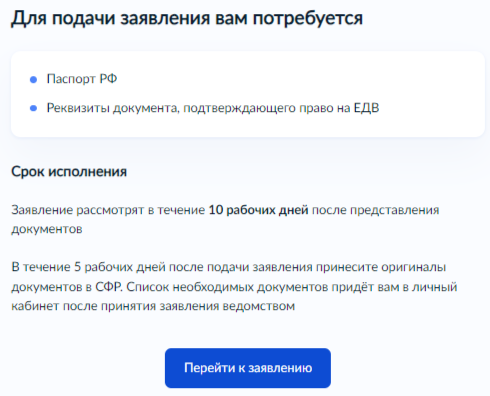 Для подачи заявления вам потребуется
Паспорт РФ
Реквизиты документа, подтверждающего право на ЕДВ
Срок исполнения
Заявление рассмотрят в течение 10 рабочих дней после представления
документов
В течение 5 рабочих дней после подачи заявления принесите оригиналы
документов в СФР. Список необходимых документов придёт вам в личный
кабинет после принятия заявления ведомством
Перейти к заявлению